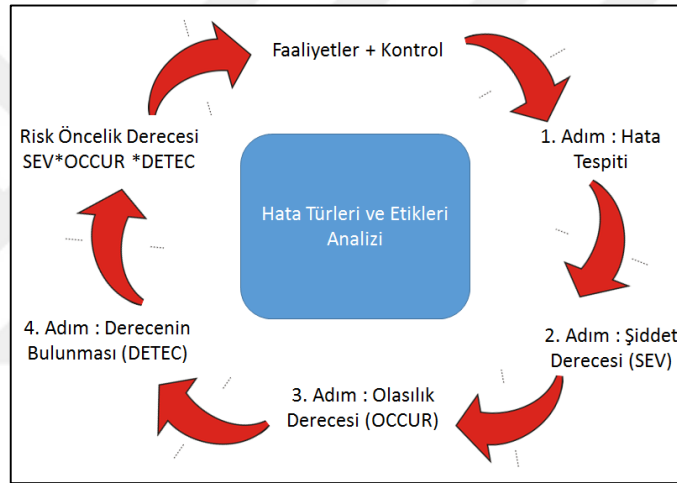 Faaliyetler + Kontrol
1. Adım : Hata
Tespiti
2. Adım : Şiddet
Derecesi (SEV)
3. Adım : Olasılık
Derecesi (OCCUR)
4. Adım : Derecenin
Bulunması (DETEC)
Risk Öncelik Derecesi
SEV*OCCUR *DETEC
Hata Türleri ve Etikleri
Analizi